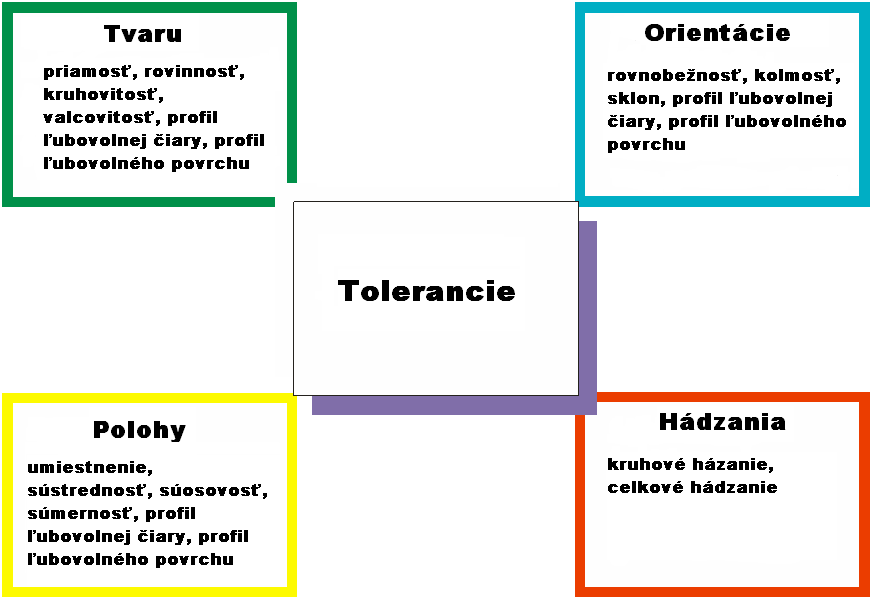 Tvaru
priamosť, rovinnosť,
kruhovitosť,
valcovitosť, profil
ľubovolnej čiary, profil
ľubovolného povrchu
Orientácie
rovnobežnosť, kolmosť,
sklon, profil ľubovolnej
čiary, profil ľubovolného
povrchu
Tolerancie
Polohy
umiestnenie,
sústrednosť, súosovosť,
súmernosť, profil
ľubovolnej čiary, profil
ľubovolného povrchu
Hádzania
kruhové házanie,
celkové hádzanie